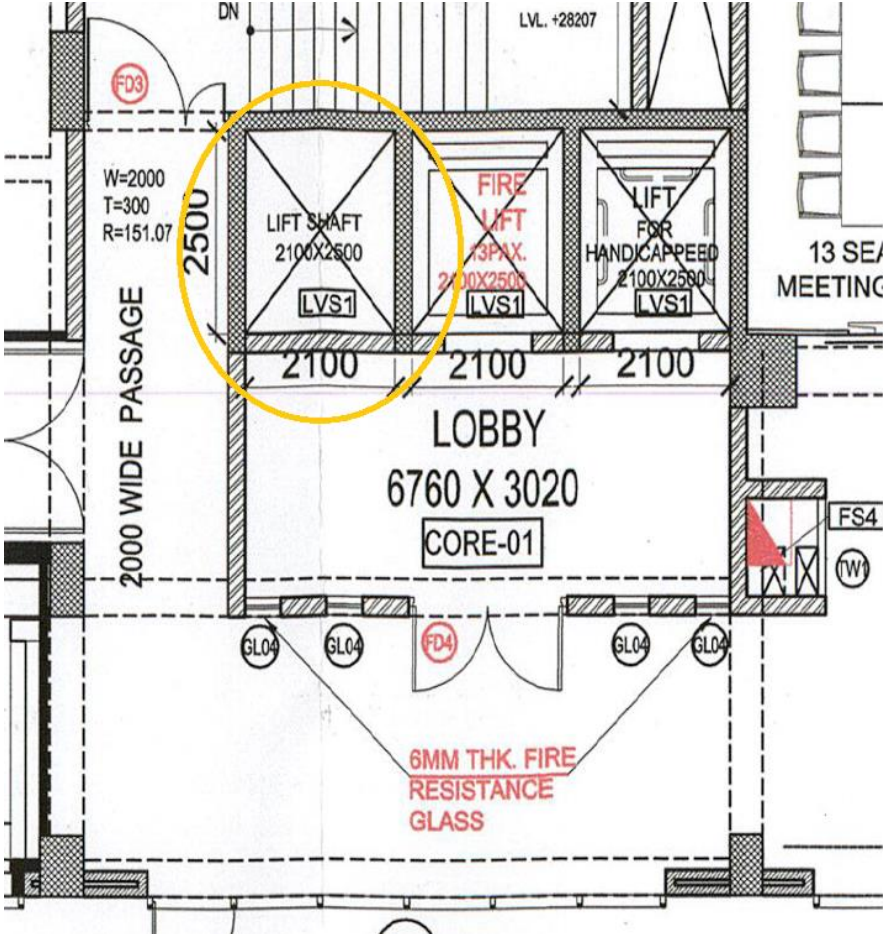 DN
LVL. +28207
FD3
W=2000
T=300
R=151.07
2500
LIFT SHAFT
2100X2500
LVS1
FIRE
LIFT
13PAX.
2100X2500
LVS1
LIFT
FOR
HANDICAPPEED
2100X2500
LVS1
13 SEA
MEETING
2100
2100
2100
2000 WIDE PASSAGE
LOBBY
6760 X 3020
CORE-01
FS4
TW1
GL04
GL04
FD4
GL04
GL04
6MM THK. FIRE
RESISTANCE
GLASS